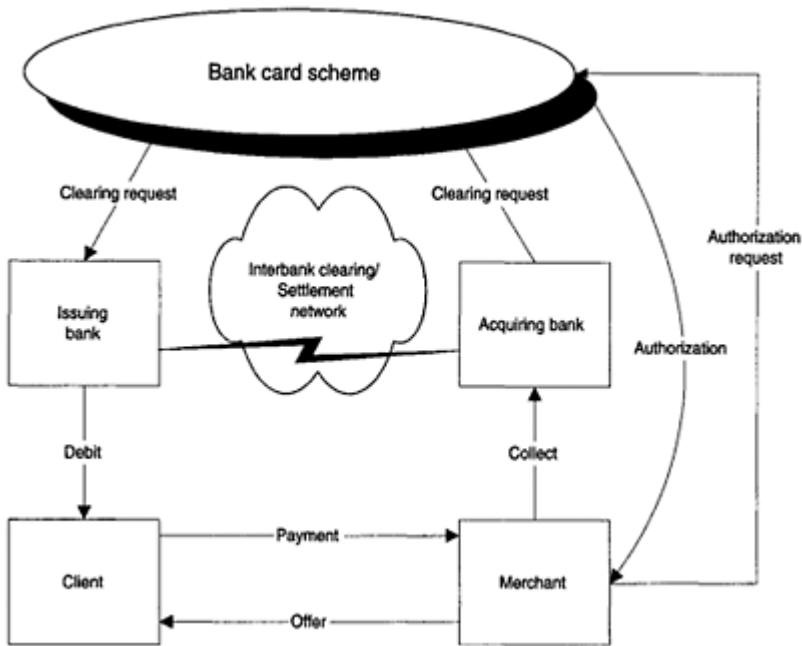 Bank card scheme
Clearing request
Clearing request
Interbank clearing/
Settlement
network
Authorization
request
Issuing
bank
Acquiring bank
Authorization
Debit
Collect
Payment
Client
Merchant
Offer